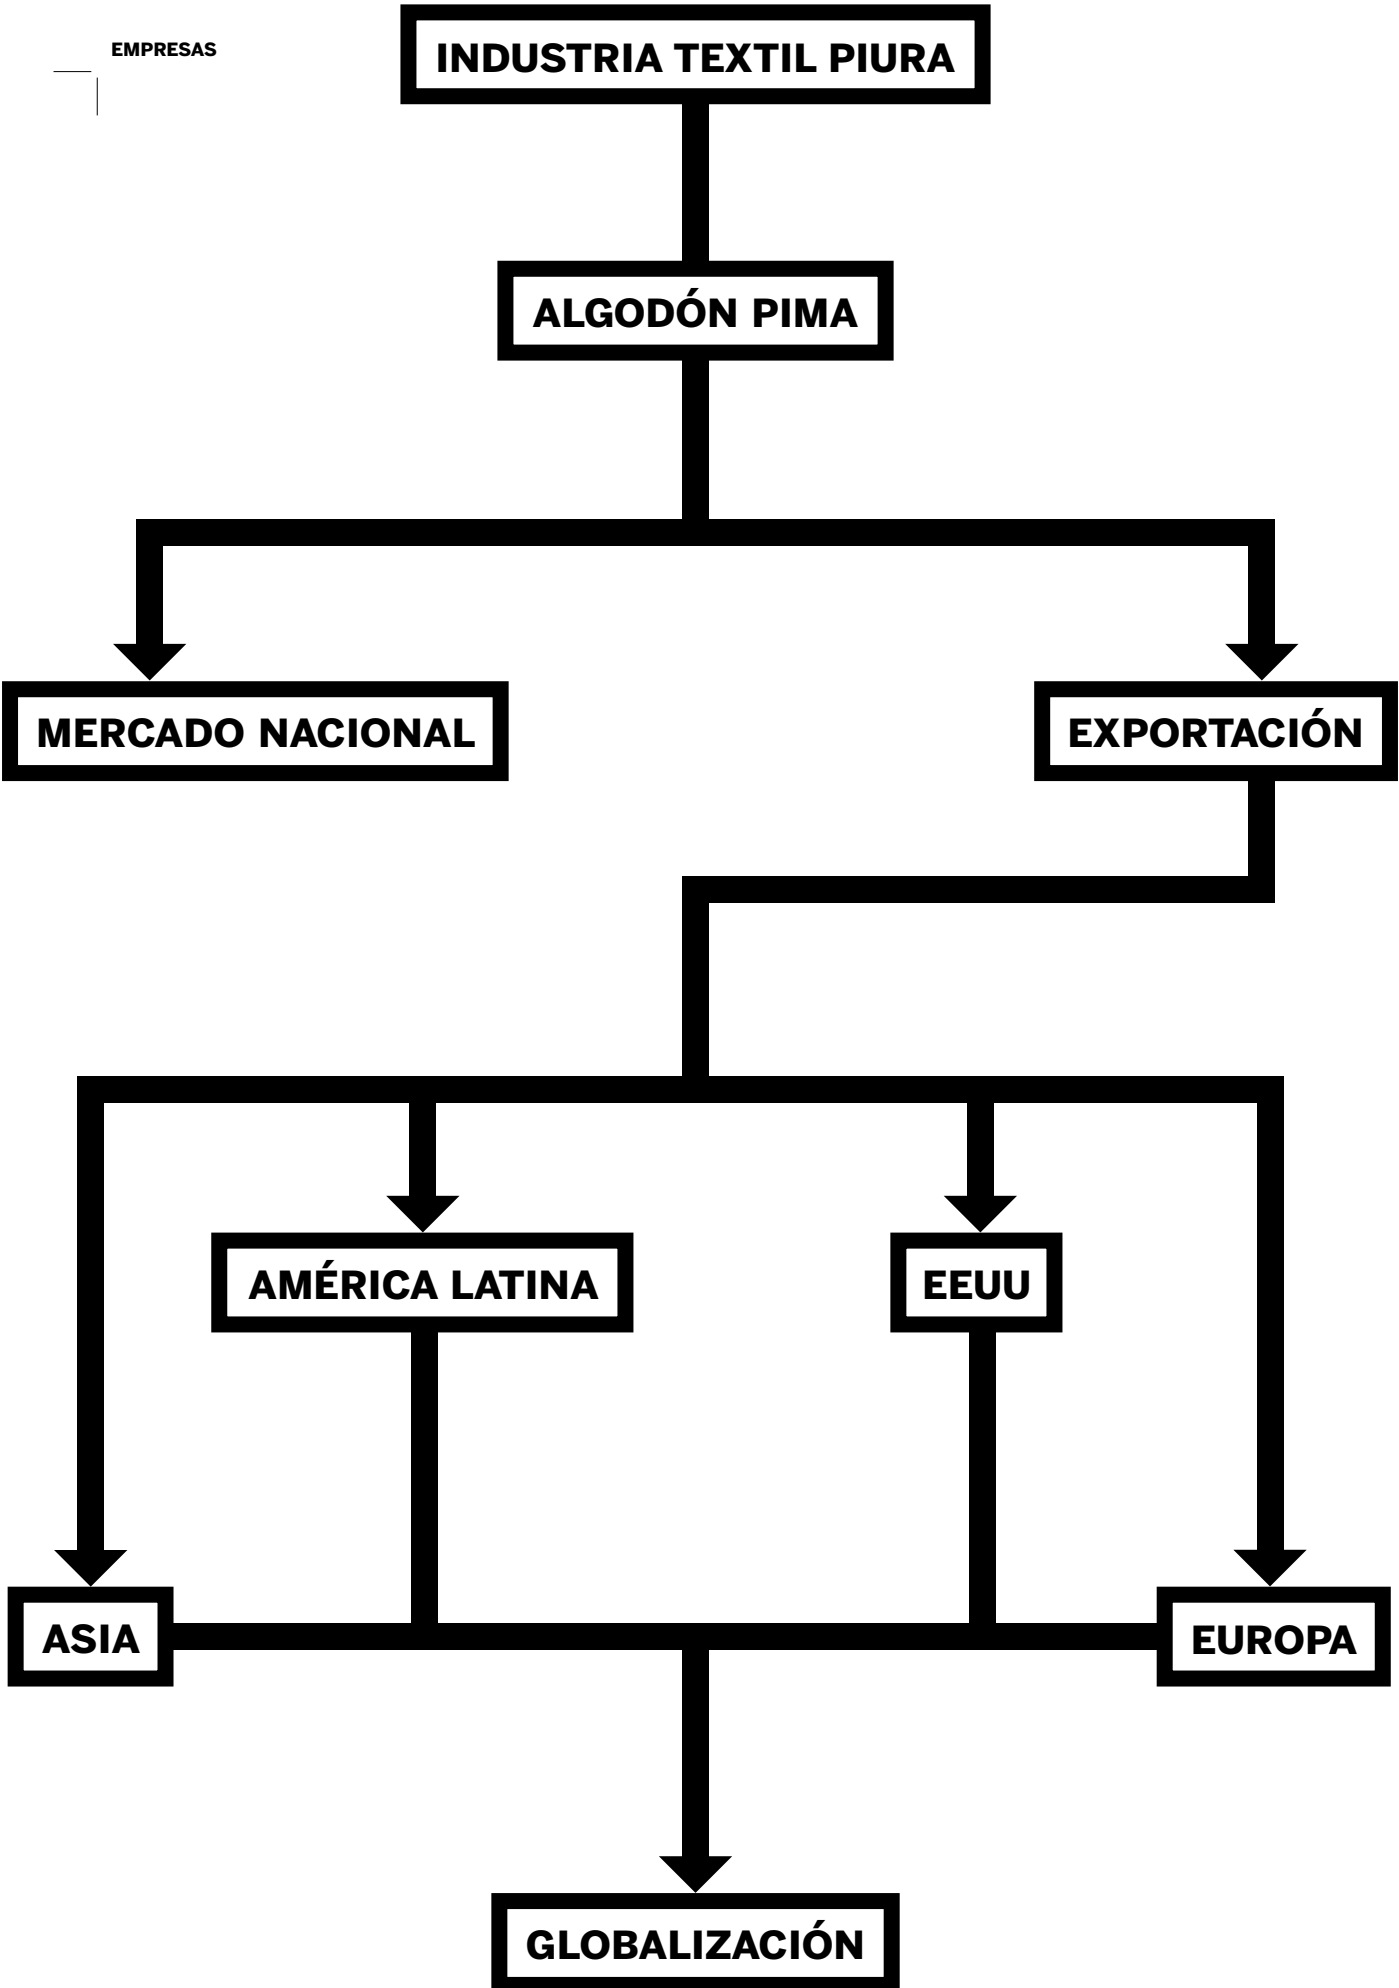 EMPRESAS
INDUSTRIA TEXTIL PIURA
ALGODÓN PIMA
MERCADO NACIONAL
EXPORTACIÓN
AMÉRICA LATINA
EEUU
ASIA
EUROPA
GLOBALIZACIÓN